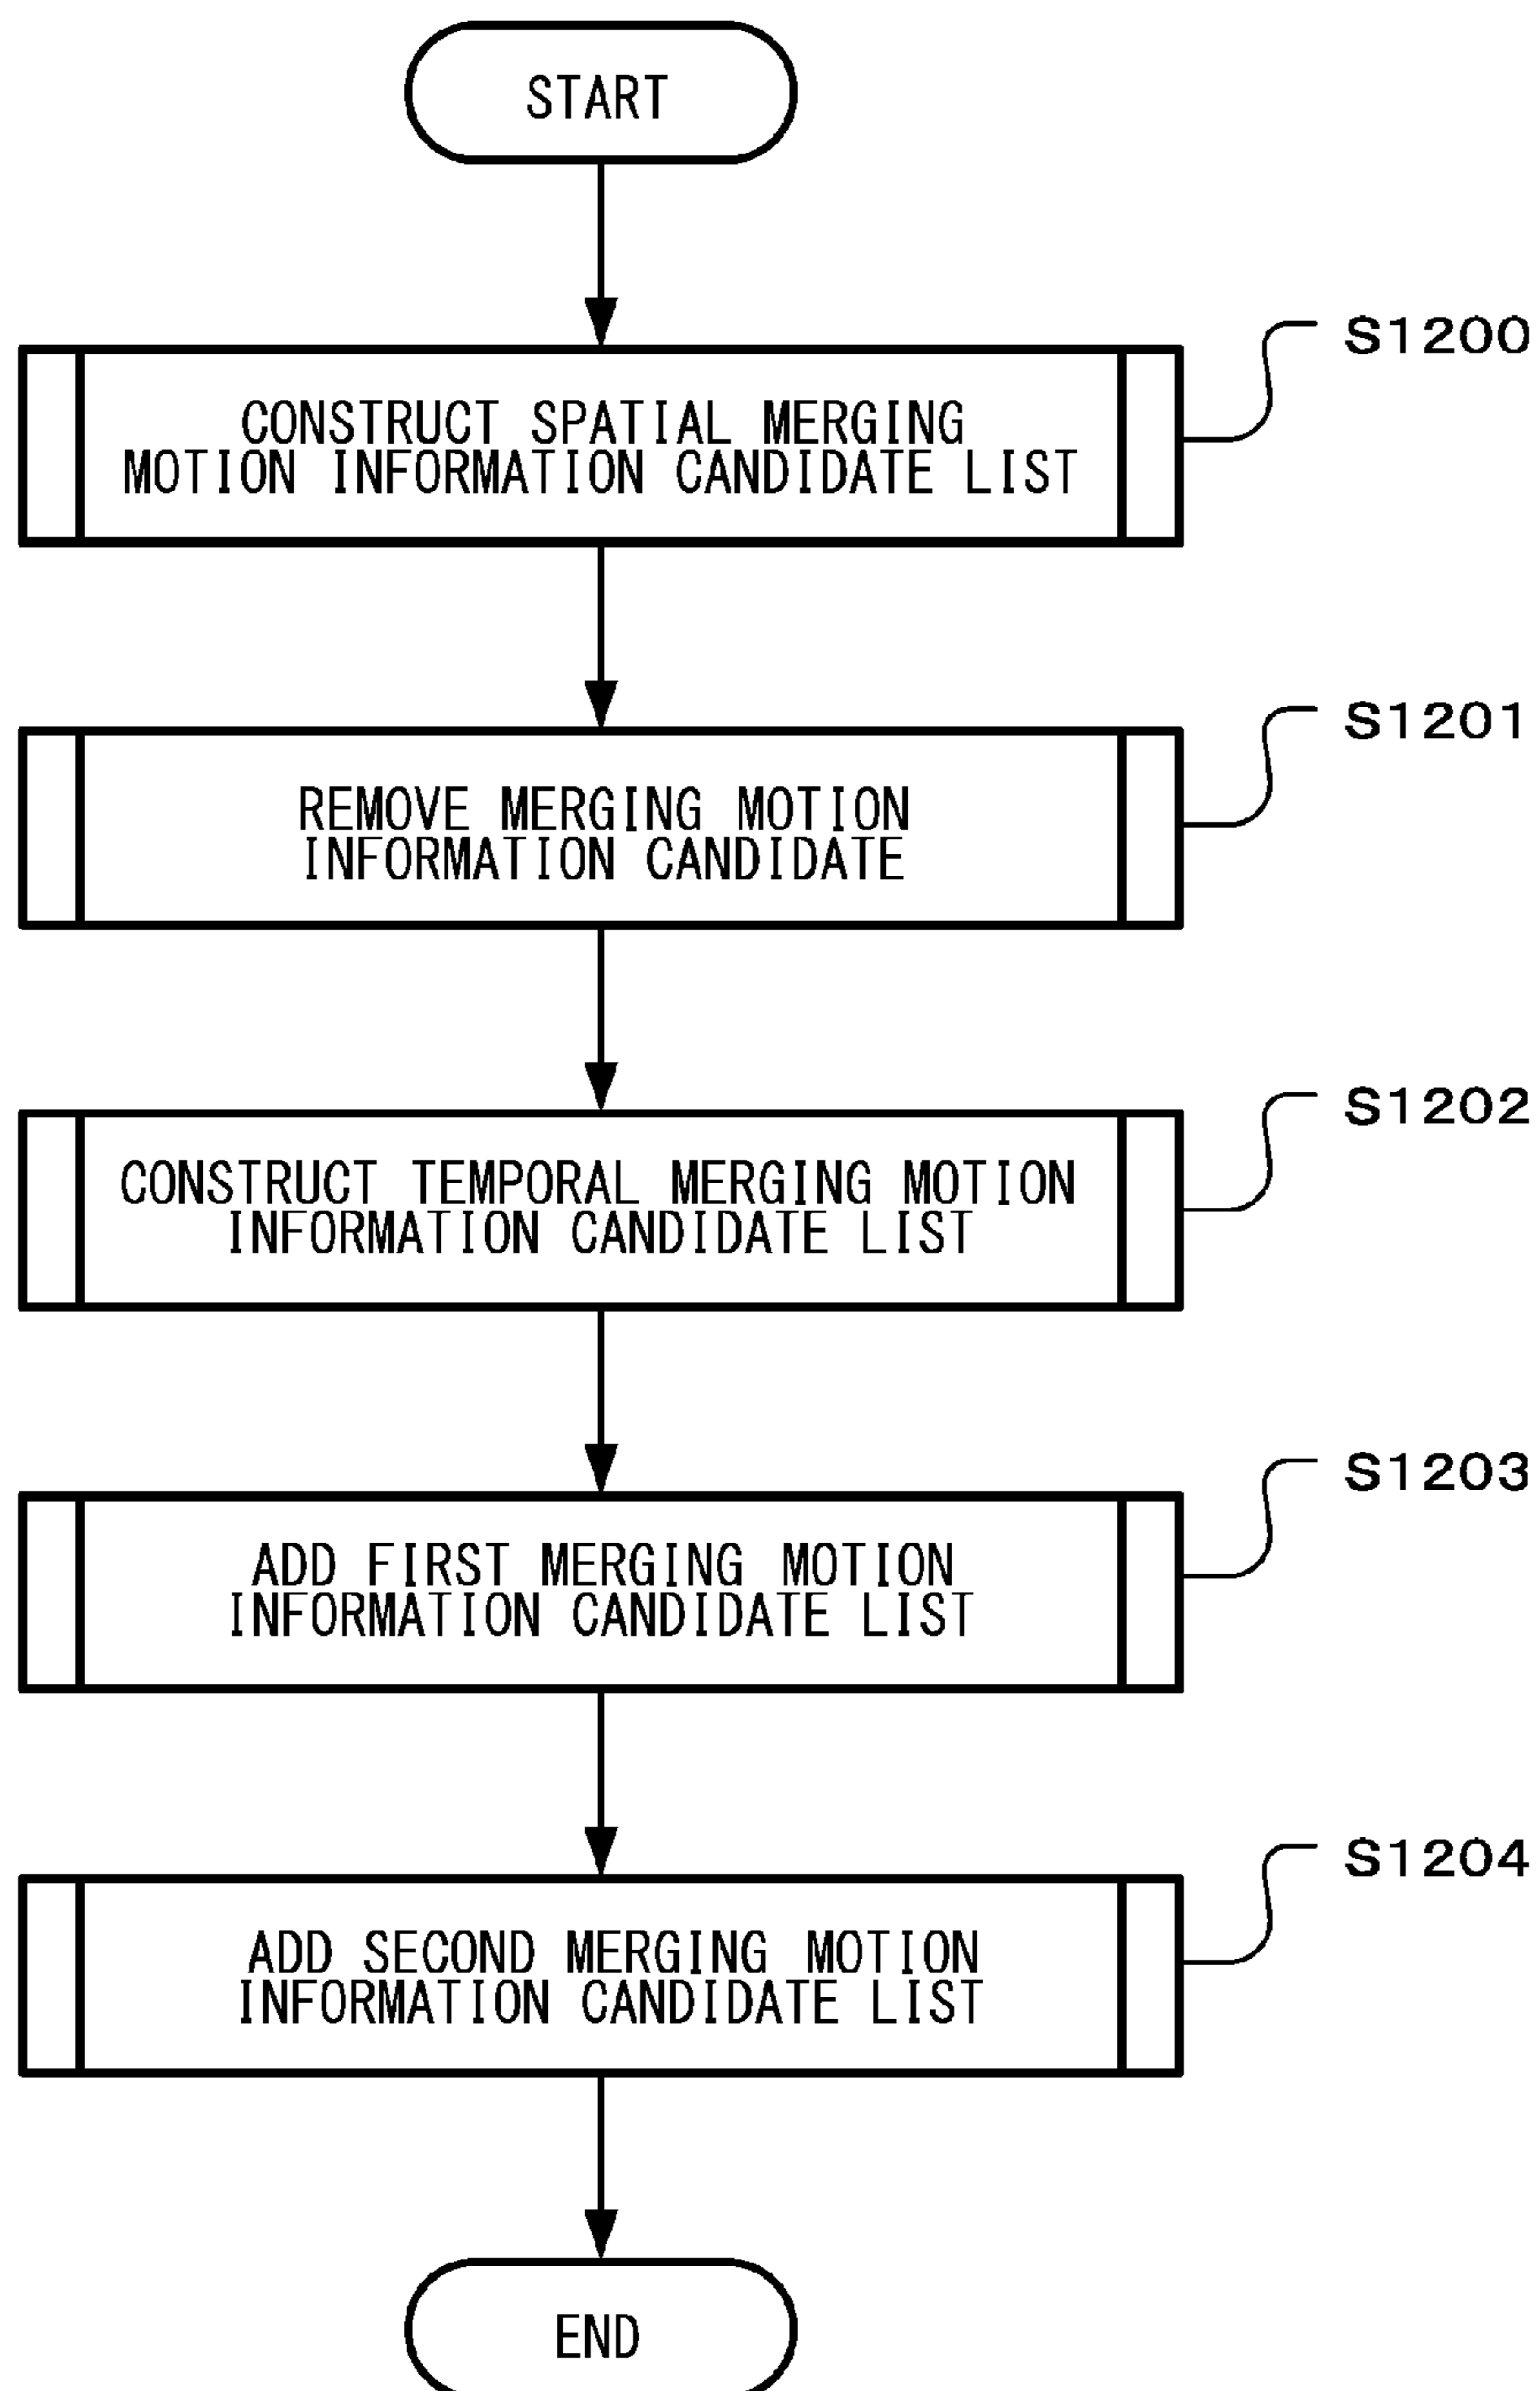 START
S1200
CONSTRUCT SPATIAL MERGING
MOTION INFORMATION CANDIDATE LIST
S1201
REMOVE MERGING MOTION
INFORMATION CANDIDATE
S1202
CONSTRUCT TEMPORAL MERGING MOTION
INFORMATION CANDIDATE LIST
S1203
ADD FIRST MERGING MOTION
INFORMATION CANDIDATE LIST
S1204
ADD SECOND MERGING MOTION
INFORMATION CANDIDATE LIST
END